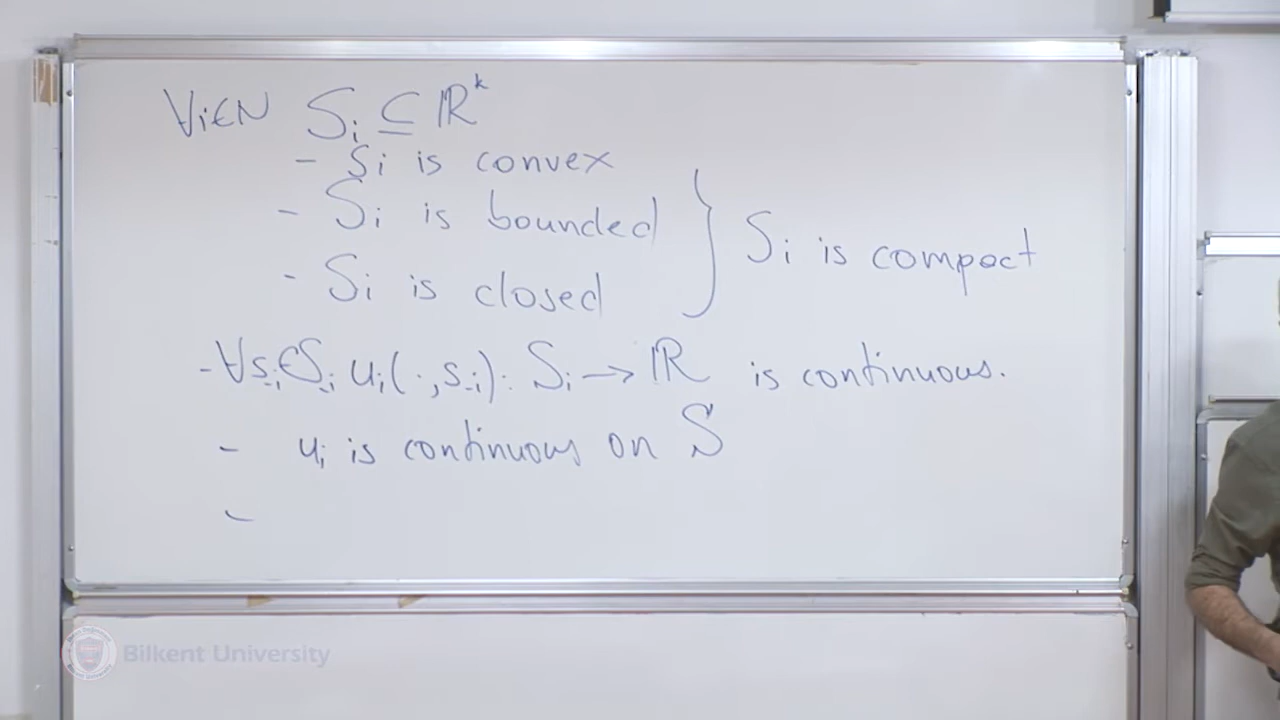 ∀i∈N Sᵢ ⊆ ℝᵏ
- Sᵢ is convex
- Sᵢ is bounded
- Sᵢ is closed
} Sᵢ is compact
- ∀s₋ᵢ∈S₋ᵢ uᵢ(·,s₋ᵢ): Sᵢ → ℝ is continuous.
- uᵢ is continuous on S
-
Bilkent University